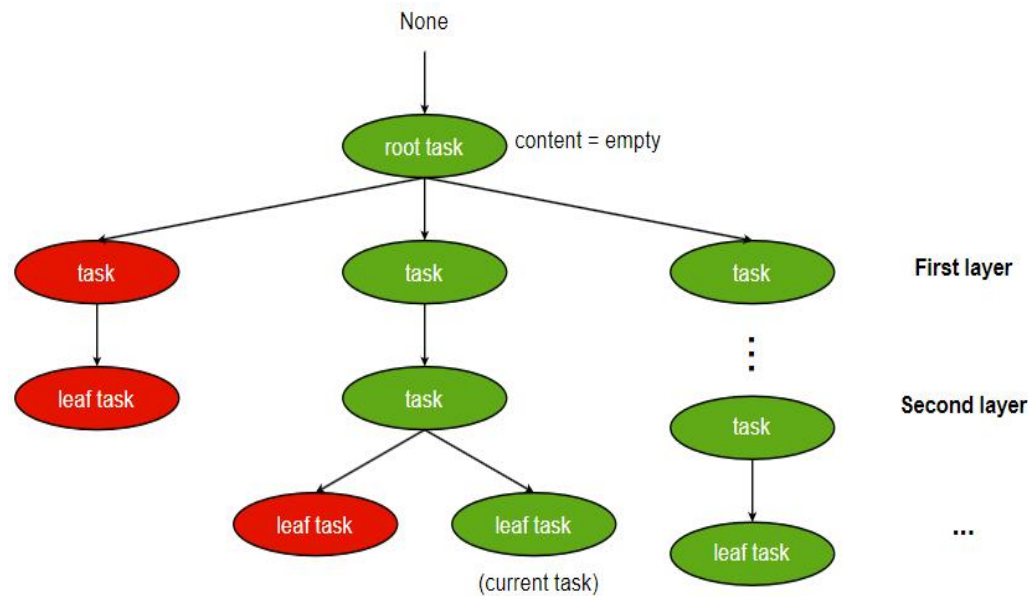 None
root task
content = empty
task
task
task
First layer
leaf task
task
Second layer
task
leaf task
leaf task
leaf task
...
(current task)